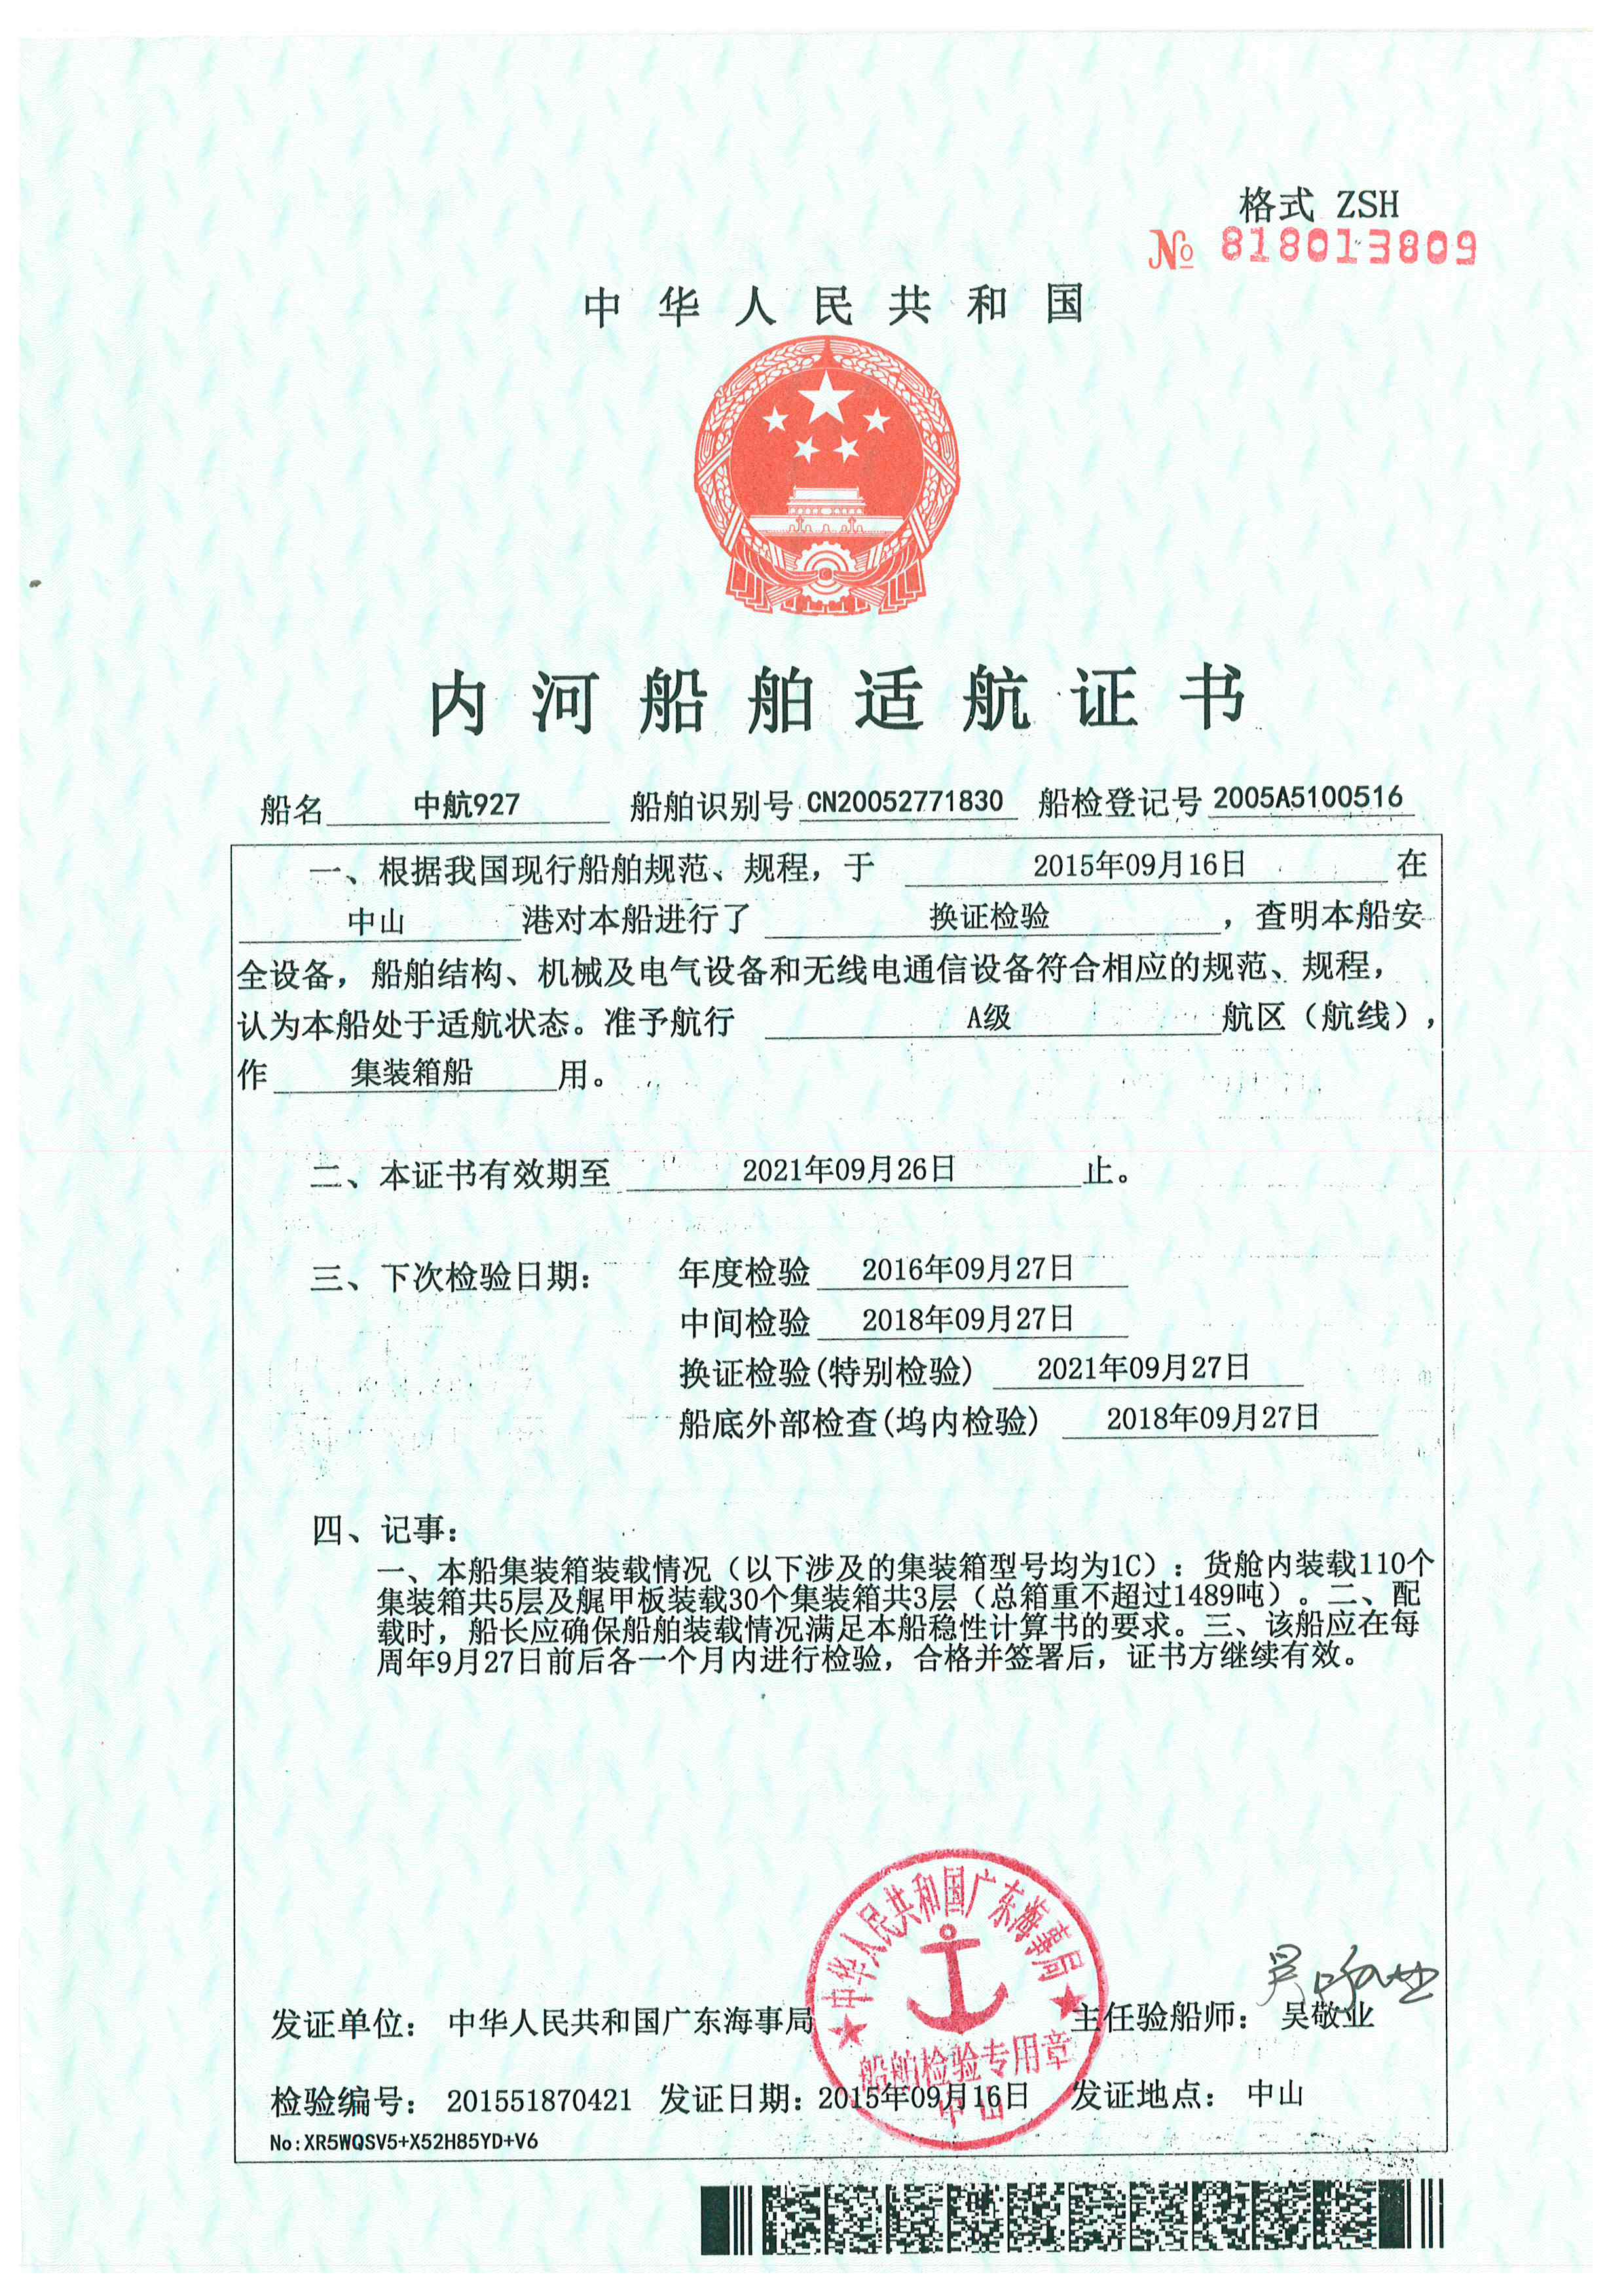 格式 ZSH
№ 818013809
中华人民共和国
内河船舶适航证书
船名 中航927 船舶识别号 CN20052771830 船检登记号 2005A5100516
一、根据我国现行船舶规范、规程，于 2015年09月16日 在
中山 港对本船进行了 换证检验 ，查明本船安
全设备，船舶结构、机械及电气设备和无线电通信设备符合相应的规范、规程，
认为本船处于适航状态。准予航行 A级 航区（航线），
作 集装箱船 用。
二、本证书有效期至 2021年09月26日 止。
三、下次检验日期： 年度检验 2016年09月27日
中间检验 2018年09月27日
换证检验(特别检验) 2021年09月27日
船底外部检查(坞内检验) 2018年09月27日
四、记事：
一、本船集装箱装载情况（以下涉及的集装箱型号均为1C）：货舱内装载110个
集装箱共5层及艉甲板装载30个集装箱共3层（总箱重不超过1489吨）。二、配
载时，船长应确保船舶装载情况满足本船稳性计算书的要求。三、该船应在每
周年9月27日前后各一个月内进行检验，合格并签署后，证书方继续有效。
中华人民共和国广东海事局
船舶检验专用章
中山
发证单位： 中华人民共和国广东海事局 主任验船师： 吴敬业
检验编号： 201551870421 发证日期：2015年09月16日 发证地点： 中山
No:XR5WQSV5+X52H85YD+V6